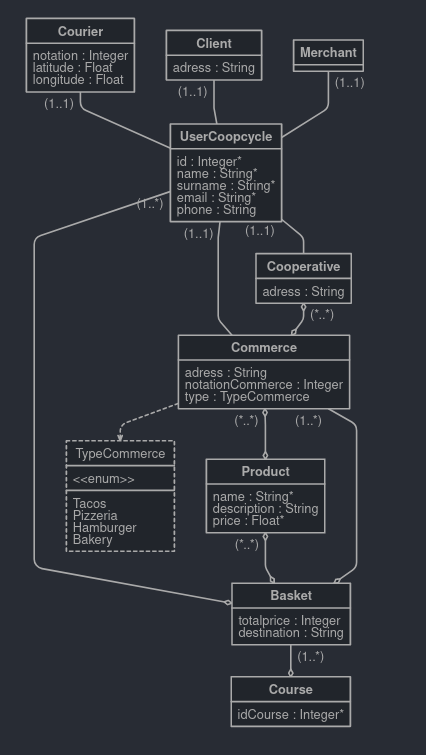 Courier
notation : Integer
latitude : Float
longitude : Float
Client
adress : String
Merchant
(1..1)
(1..1)
(1..1)
UserCoopcycle
id : Integer*
name : String*
surname : String*
email : String*
phone : String
(1..*)
(1..1)
(1..1)
Cooperative
adress : String
(*..*)
Commerce
adress : String
notationCommerce : Integer
type : TypeCommerce
(*..*)
(1..*)
TypeCommerce
<<enum>>
Tacos
Pizzeria
Hamburger
Bakery
Product
name : String*
description : String
price : Float*
(*..*)
Basket
totalprice : Integer
destination : String
(1..*)
Course
idCourse : Integer*